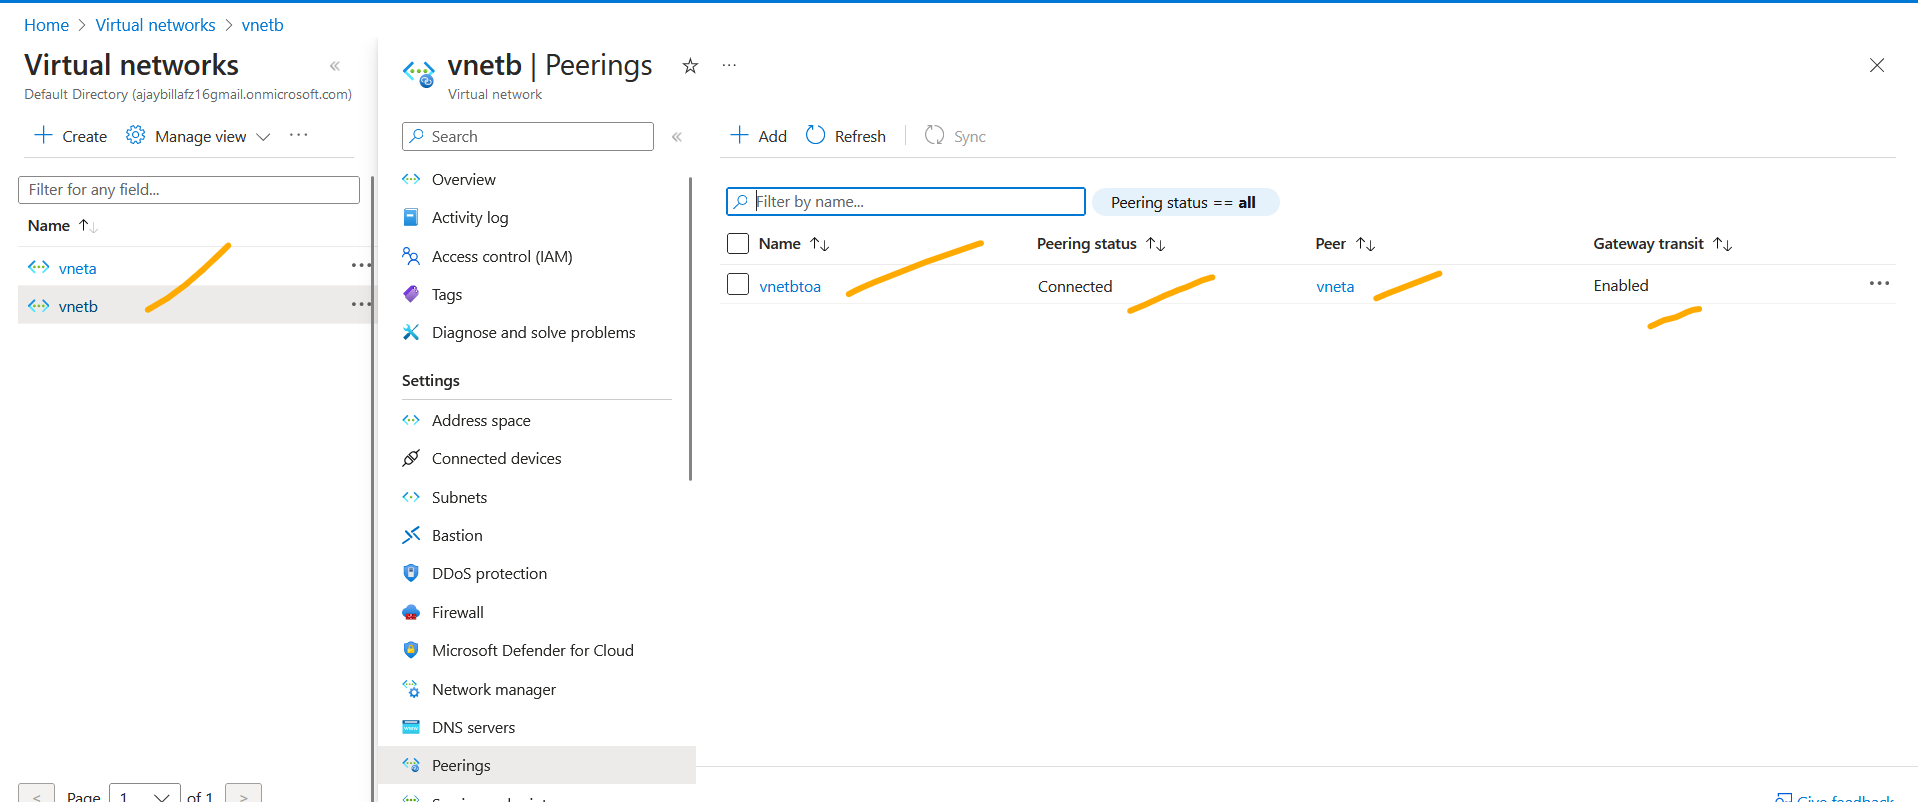 Home > Virtual networks > vnetb
Virtual networks
Default Directory (ajaybillafz16gmail.onmicrosoft.com)
Create Manage view
Filter for any field...
Name
vneta
vnetb
Page 1 of 1
vnetb | Peerings
Virtual network
Search
Overview
Activity log
Access control (IAM)
Tags
Diagnose and solve problems
Settings
Address space
Connected devices
Subnets
Bastion
DDoS protection
Firewall
Microsoft Defender for Cloud
Network manager
DNS servers
Peerings
Add Refresh Sync
Filter by name... Peering status == all
Name Peering status Peer Gateway transit
vnetbtoa Connected vneta Enabled
Give feedback